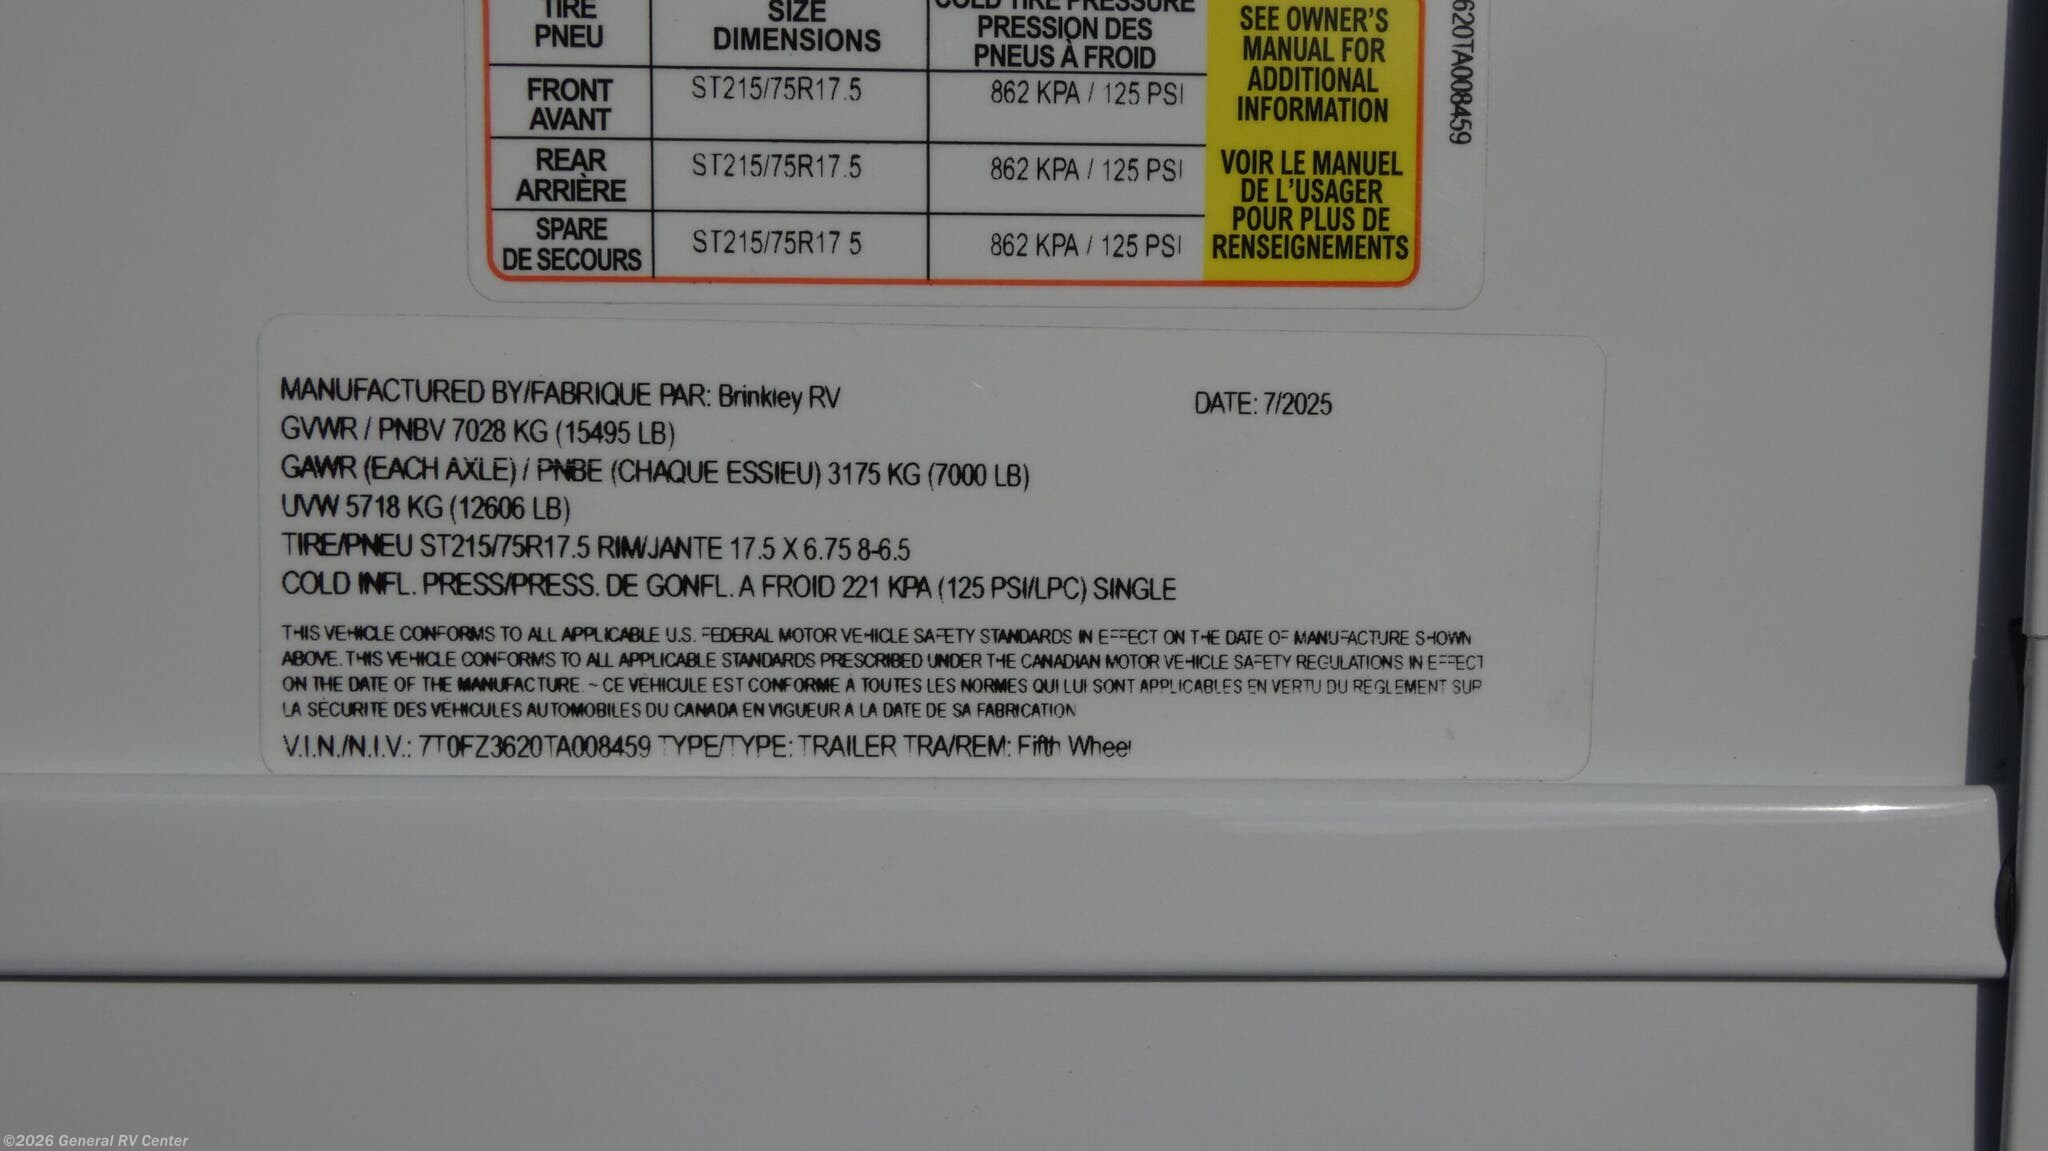 TIRE SIZE COLD TIRE PRESSURE
PNEU DIMENSIONS PRESSION DES
PNEUS À FROID
FRONT ST215/75R17.5 862 KPA / 125 PSI
AVANT
REAR ST215/75R17.5 862 KPA / 125 PSI
ARRIÈRE
SPARE ST215/75R17 5 862 KPA / 125 PSI
DE SECOURS
SEE OWNER'S
MANUAL FOR
ADDITIONAL
INFORMATION
VOIR LE MANUEL
DE L'USAGER
POUR PLUS DE
RENSEIGNEMENTS
620TA008459
MANUFACTURED BY/FABRIQUE PAR: Brinkley RV DATE: 7/2025
GVWR / PNBV 7028 KG (15495 LB)
GAWR (EACH AXLE) / PNBE (CHAQUE ESSIEU) 3175 KG (7000 LB)
UVW 5718 KG (12606 LB)
TIRE/PNEU ST215/75R17.5 RIM/JANTE 17.5 X 6.75 8-6.5
COLD INFL. PRESS/PRESS. DE GONFL. A FROID 221 KPA (125 PSI/LPC) SINGLE
THIS VEHICLE CONFORMS TO ALL APPLICABLE U.S. FEDERAL MOTOR VEHICLE SAFETY STANDARDS IN EFFECT ON THE DATE OF MANUFACTURE SHOWN
ABOVE. THIS VEHICLE CONFORMS TO ALL APPLICABLE STANDARDS PRESCRIBED UNDER THE CANADIAN MOTOR VEHICLE SAFETY REGULATIONS IN EFFECT
ON THE DATE OF THE MANUFACTURE. ~ CE VÉHICULE EST CONFORME À TOUTES LES NORMES QUI LUI SONT APPLICABLES EN VERTU DU RÈGLEMENT SUR
LA SÉCURITÉ DES VÉHICULES AUTOMOBILES DU CANADA EN VIGUEUR À LA DATE DE SA FABRICATION
V.I.N./N.I.V.: 7T0FZ3620TA008459 TYPE/TYPE: TRAILER TRA/REM: Fifth Wheel
©2026 General RV Center